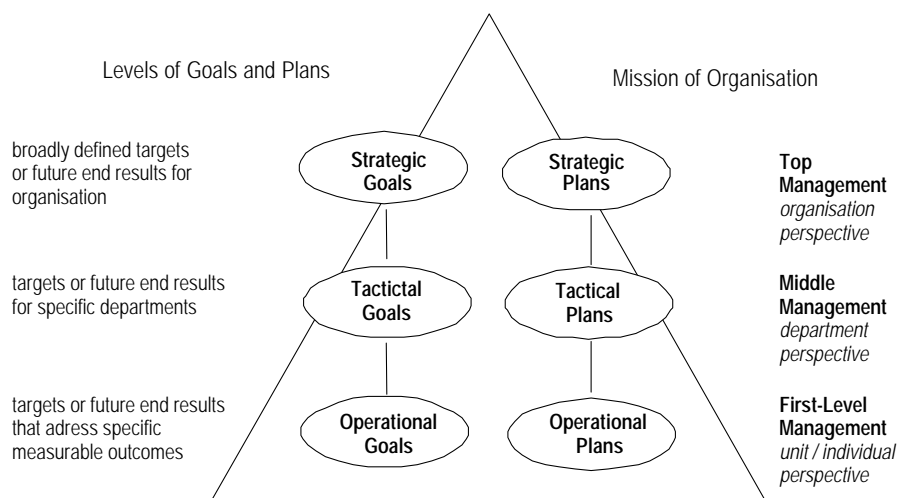 Levels of Goals and Plans
Mission of Organisation
broadly defined targets
or future end results for
organisation
Strategic
Goals
Strategic
Plans
Top
Management
organisation
perspective
targets or future end results
for specific departments
Tactictal
Goals
Tactical
Plans
Middle
Management
department
perspective
targets or future end results
that adress specific
measurable outcomes
Operational
Goals
Operational
Plans
First-Level
Management
unit / individual
perspective